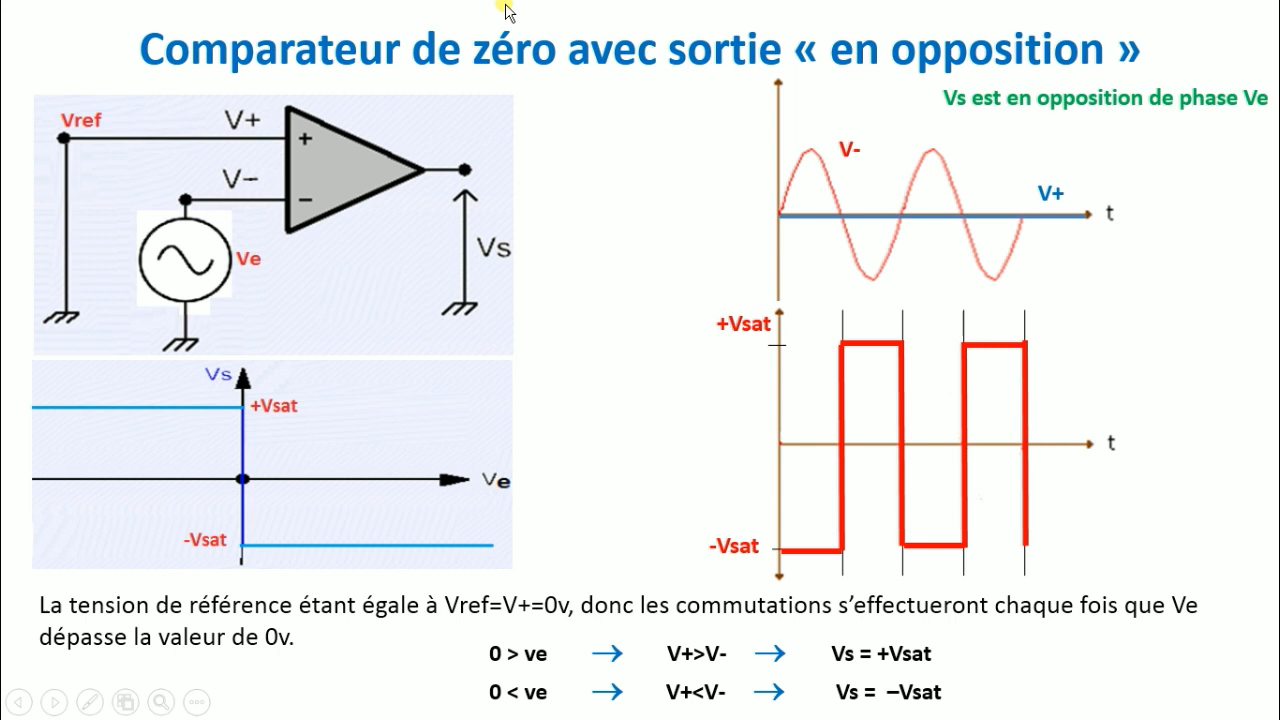 Comparateur de zéro avec sortie « en opposition »
Vs est en opposition de phase Ve
Vref
V+
+
V−
−
Ve
Vs
V-
V+
t
+Vsat
-Vsat
t
Vs
+Vsat
Ve
-Vsat
La tension de référence étant égale à Vref=V+=0v, donc les commutations s’effectueront chaque fois que Ve
dépasse la valeur de 0v.
0 > ve → V+>V- → Vs = +Vsat
0 < ve → V+<V- → Vs = –Vsat